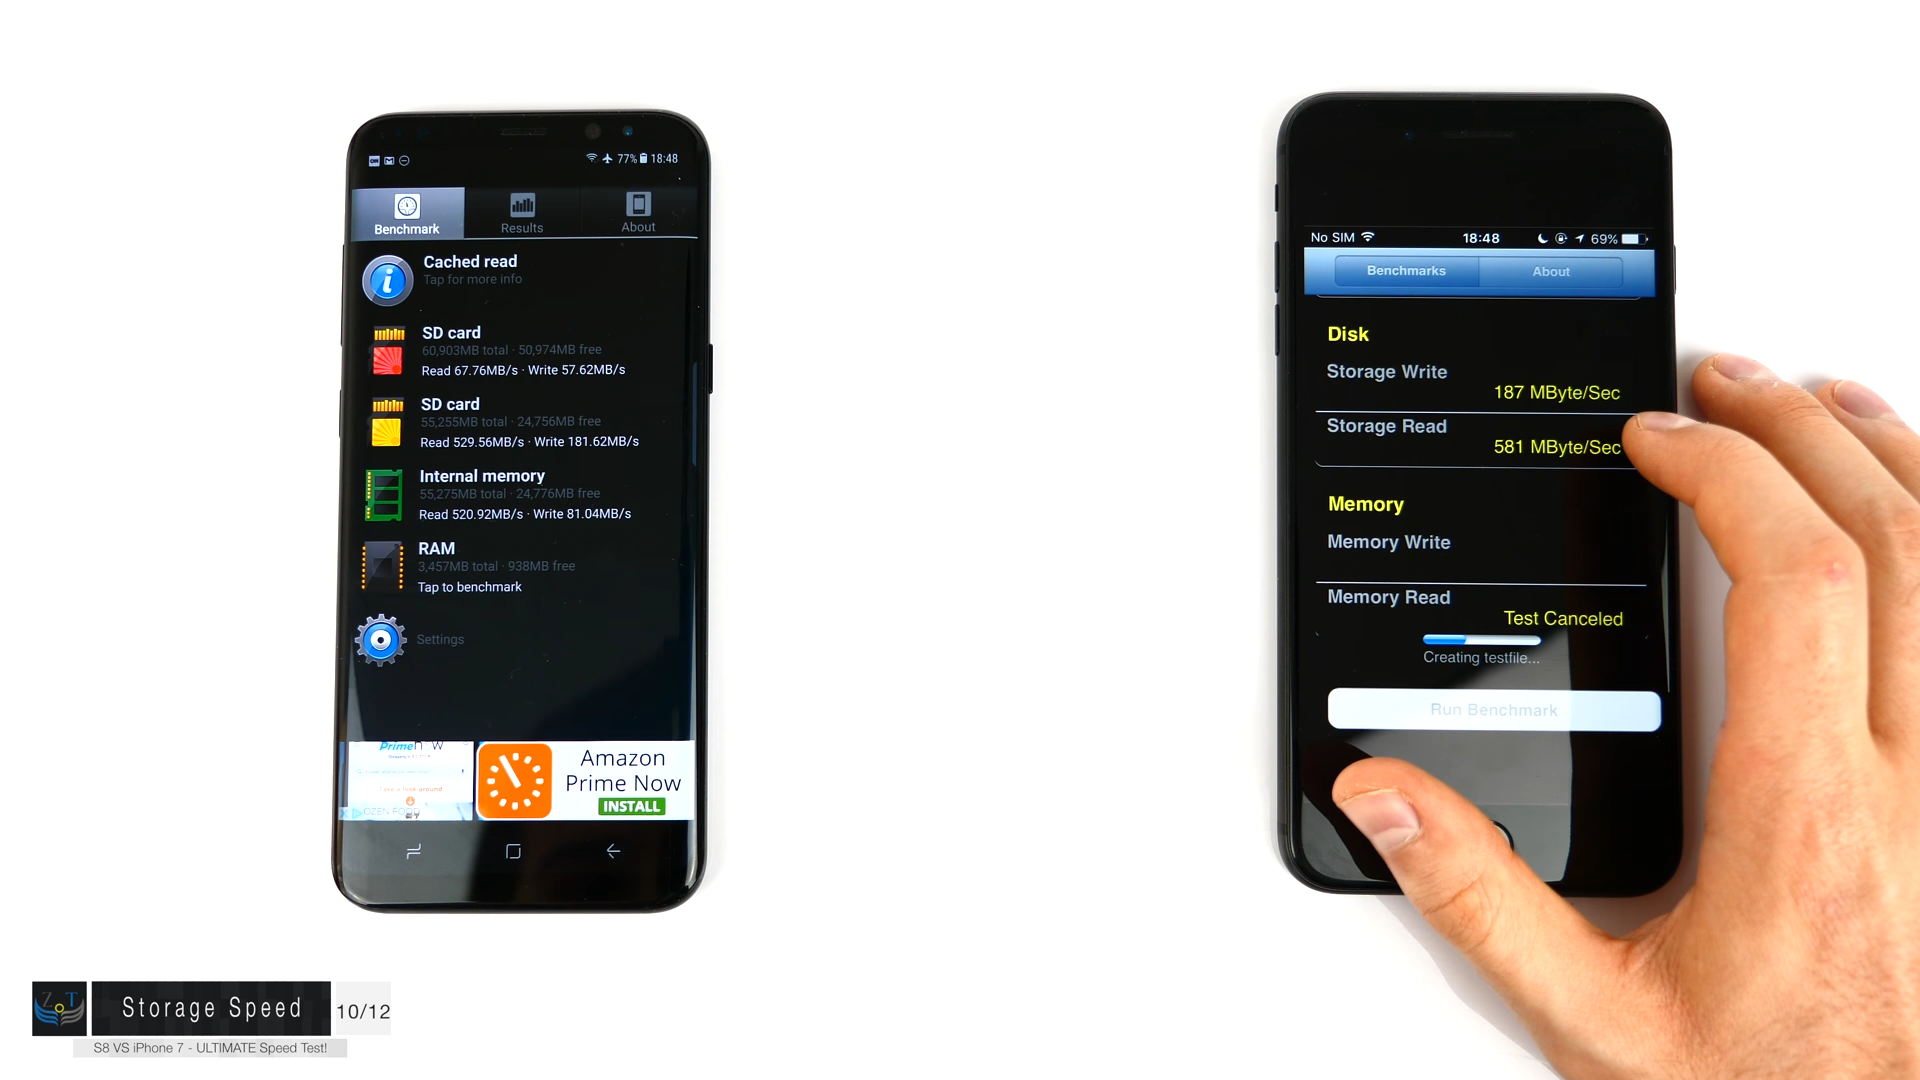 77% 18:48
Benchmark
Results
About
Cached read
Tap for more info
SD card
60,903MB total · 50,974MB free
Read 67.76MB/s · Write 57.62MB/s
SD card
55,255MB total · 24,756MB free
Read 529.56MB/s · Write 181.62MB/s
Internal memory
55,275MB total · 24,776MB free
Read 520.92MB/s · Write 81.04MB/s
RAM
3,457MB total · 938MB free
Tap to benchmark
Settings
Take a look around
Amazon
Prime Now
INSTALL
No SIM 18:48 69%
Benchmarks
About
Disk
Storage Write
187 MByte/Sec
Storage Read
581 MByte/Sec
Memory
Memory Write
Memory Read
Test Canceled
Creating testfile...
Run Benchmark
ZoT
Storage Speed
10/12
S8 VS iPhone 7 - ULTIMATE Speed Test!